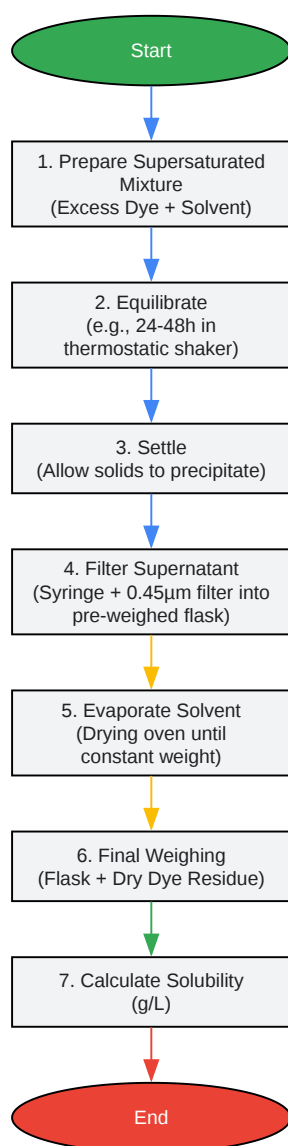 Start
1. Prepare Supersaturated
Mixture
(Excess Dye + Solvent)
2. Equilibrate
(e.g., 24-48h in
thermostatic shaker)
3. Settle
(Allow solids to precipitate)
4. Filter Supernatant
(Syringe + 0.45µm filter into
pre-weighed flask)
5. Evaporate Solvent
(Drying oven until
constant weight)
6. Final Weighing
(Flask + Dry Dye Residue)
7. Calculate Solubility
(g/L)
End